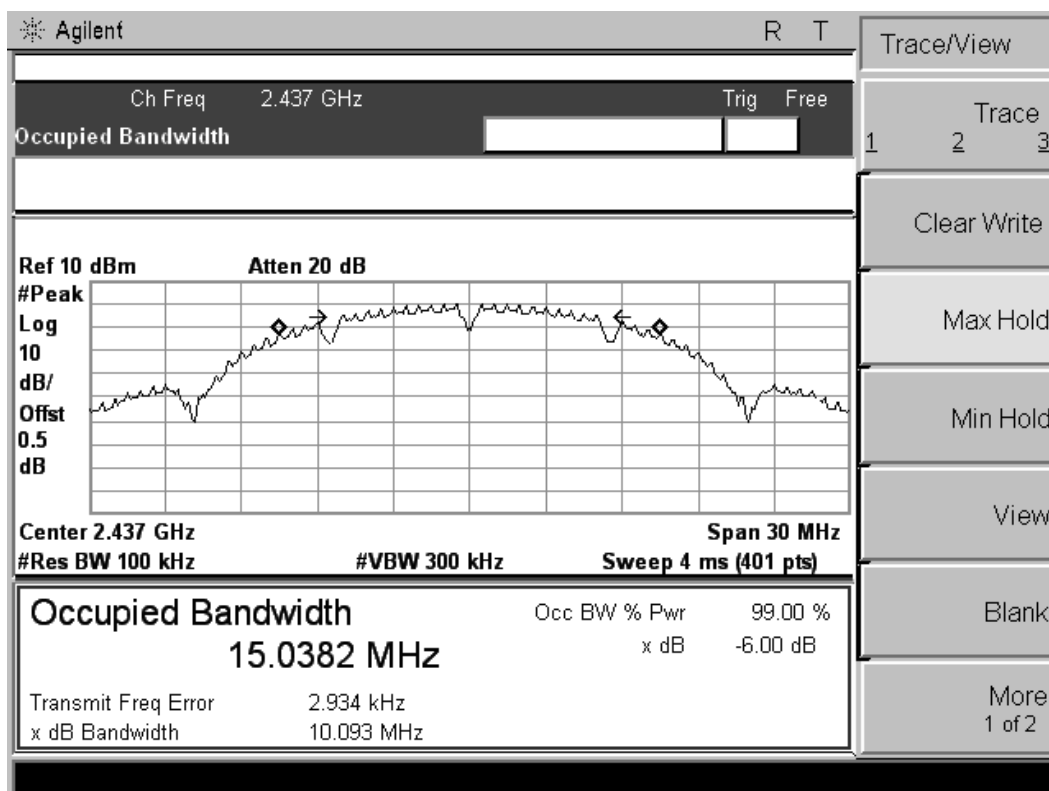 Agilent R T
Trace/View
Ch Freq 2.437 GHz Trig Free
Occupied Bandwidth
Trace
1 2 3
Clear Write
Max Hold
Min Hold
View
Blank
More
1 of 2
Ref 10 dBm Atten 20 dB
#Peak
Log
10
dB/
Offst
0.5
dB
Center 2.437 GHz Span 30 MHz
#Res BW 100 kHz #VBW 300 kHz Sweep 4 ms (401 pts)
Occupied Bandwidth Occ BW % Pwr 99.00 %
15.0382 MHz x dB -6.00 dB
Transmit Freq Error 2.934 kHz
x dB Bandwidth 10.093 MHz